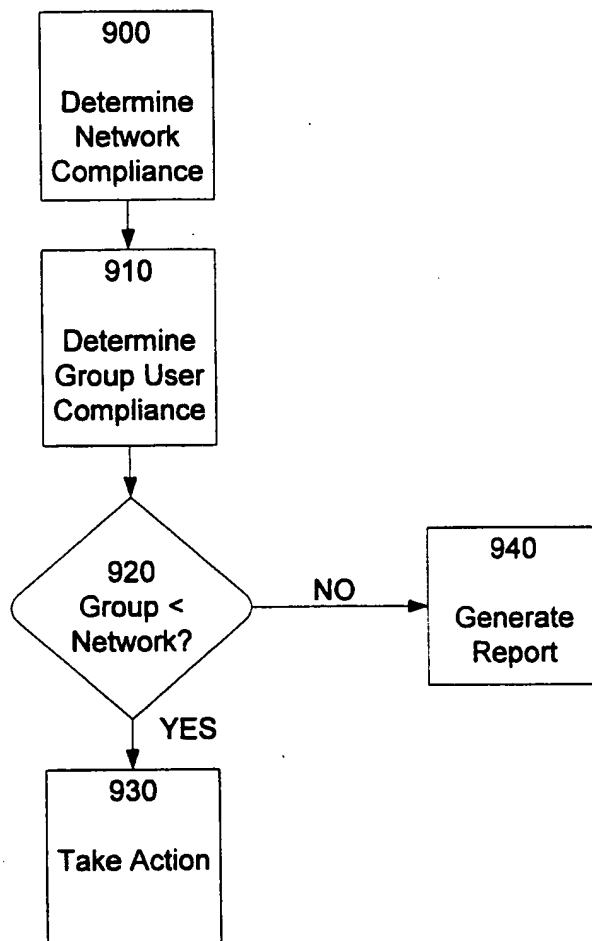 900
Determine
Network
Compliance
910
Determine
Group User
Compliance
920
Group <
Network?
NO
940
Generate
Report
YES
930
Take Action